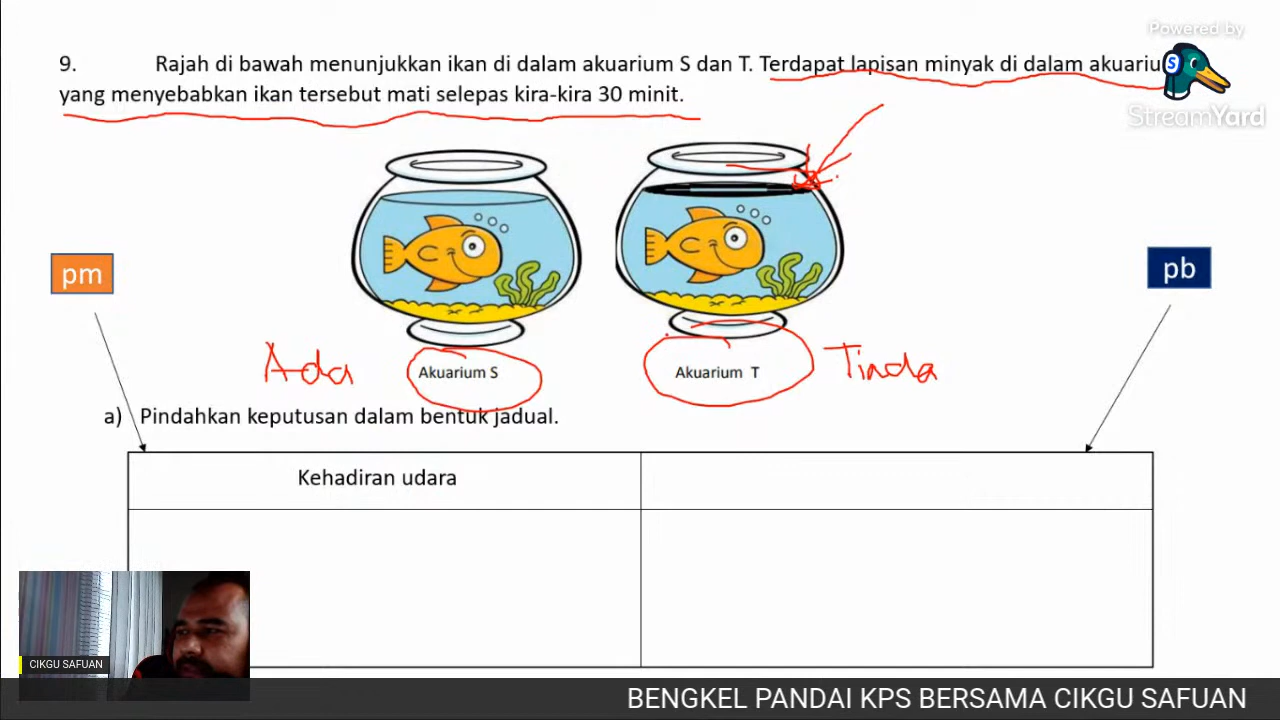 Powered by
StreamYard
9. Rajah di bawah menunjukkan ikan di dalam akuarium S dan T. Terdapat lapisan minyak di dalam akuariu
yang menyebabkan ikan tersebut mati selepas kira-kira 30 minit.
pm
pb
Ada
Akuarium S
Akuarium T
Tiada
a) Pindahkan keputusan dalam bentuk jadual.
Kehadiran udara
CIKGU SAFUAN
BENGKEL PANDAI KPS BERSAMA CIKGU SAFUAN